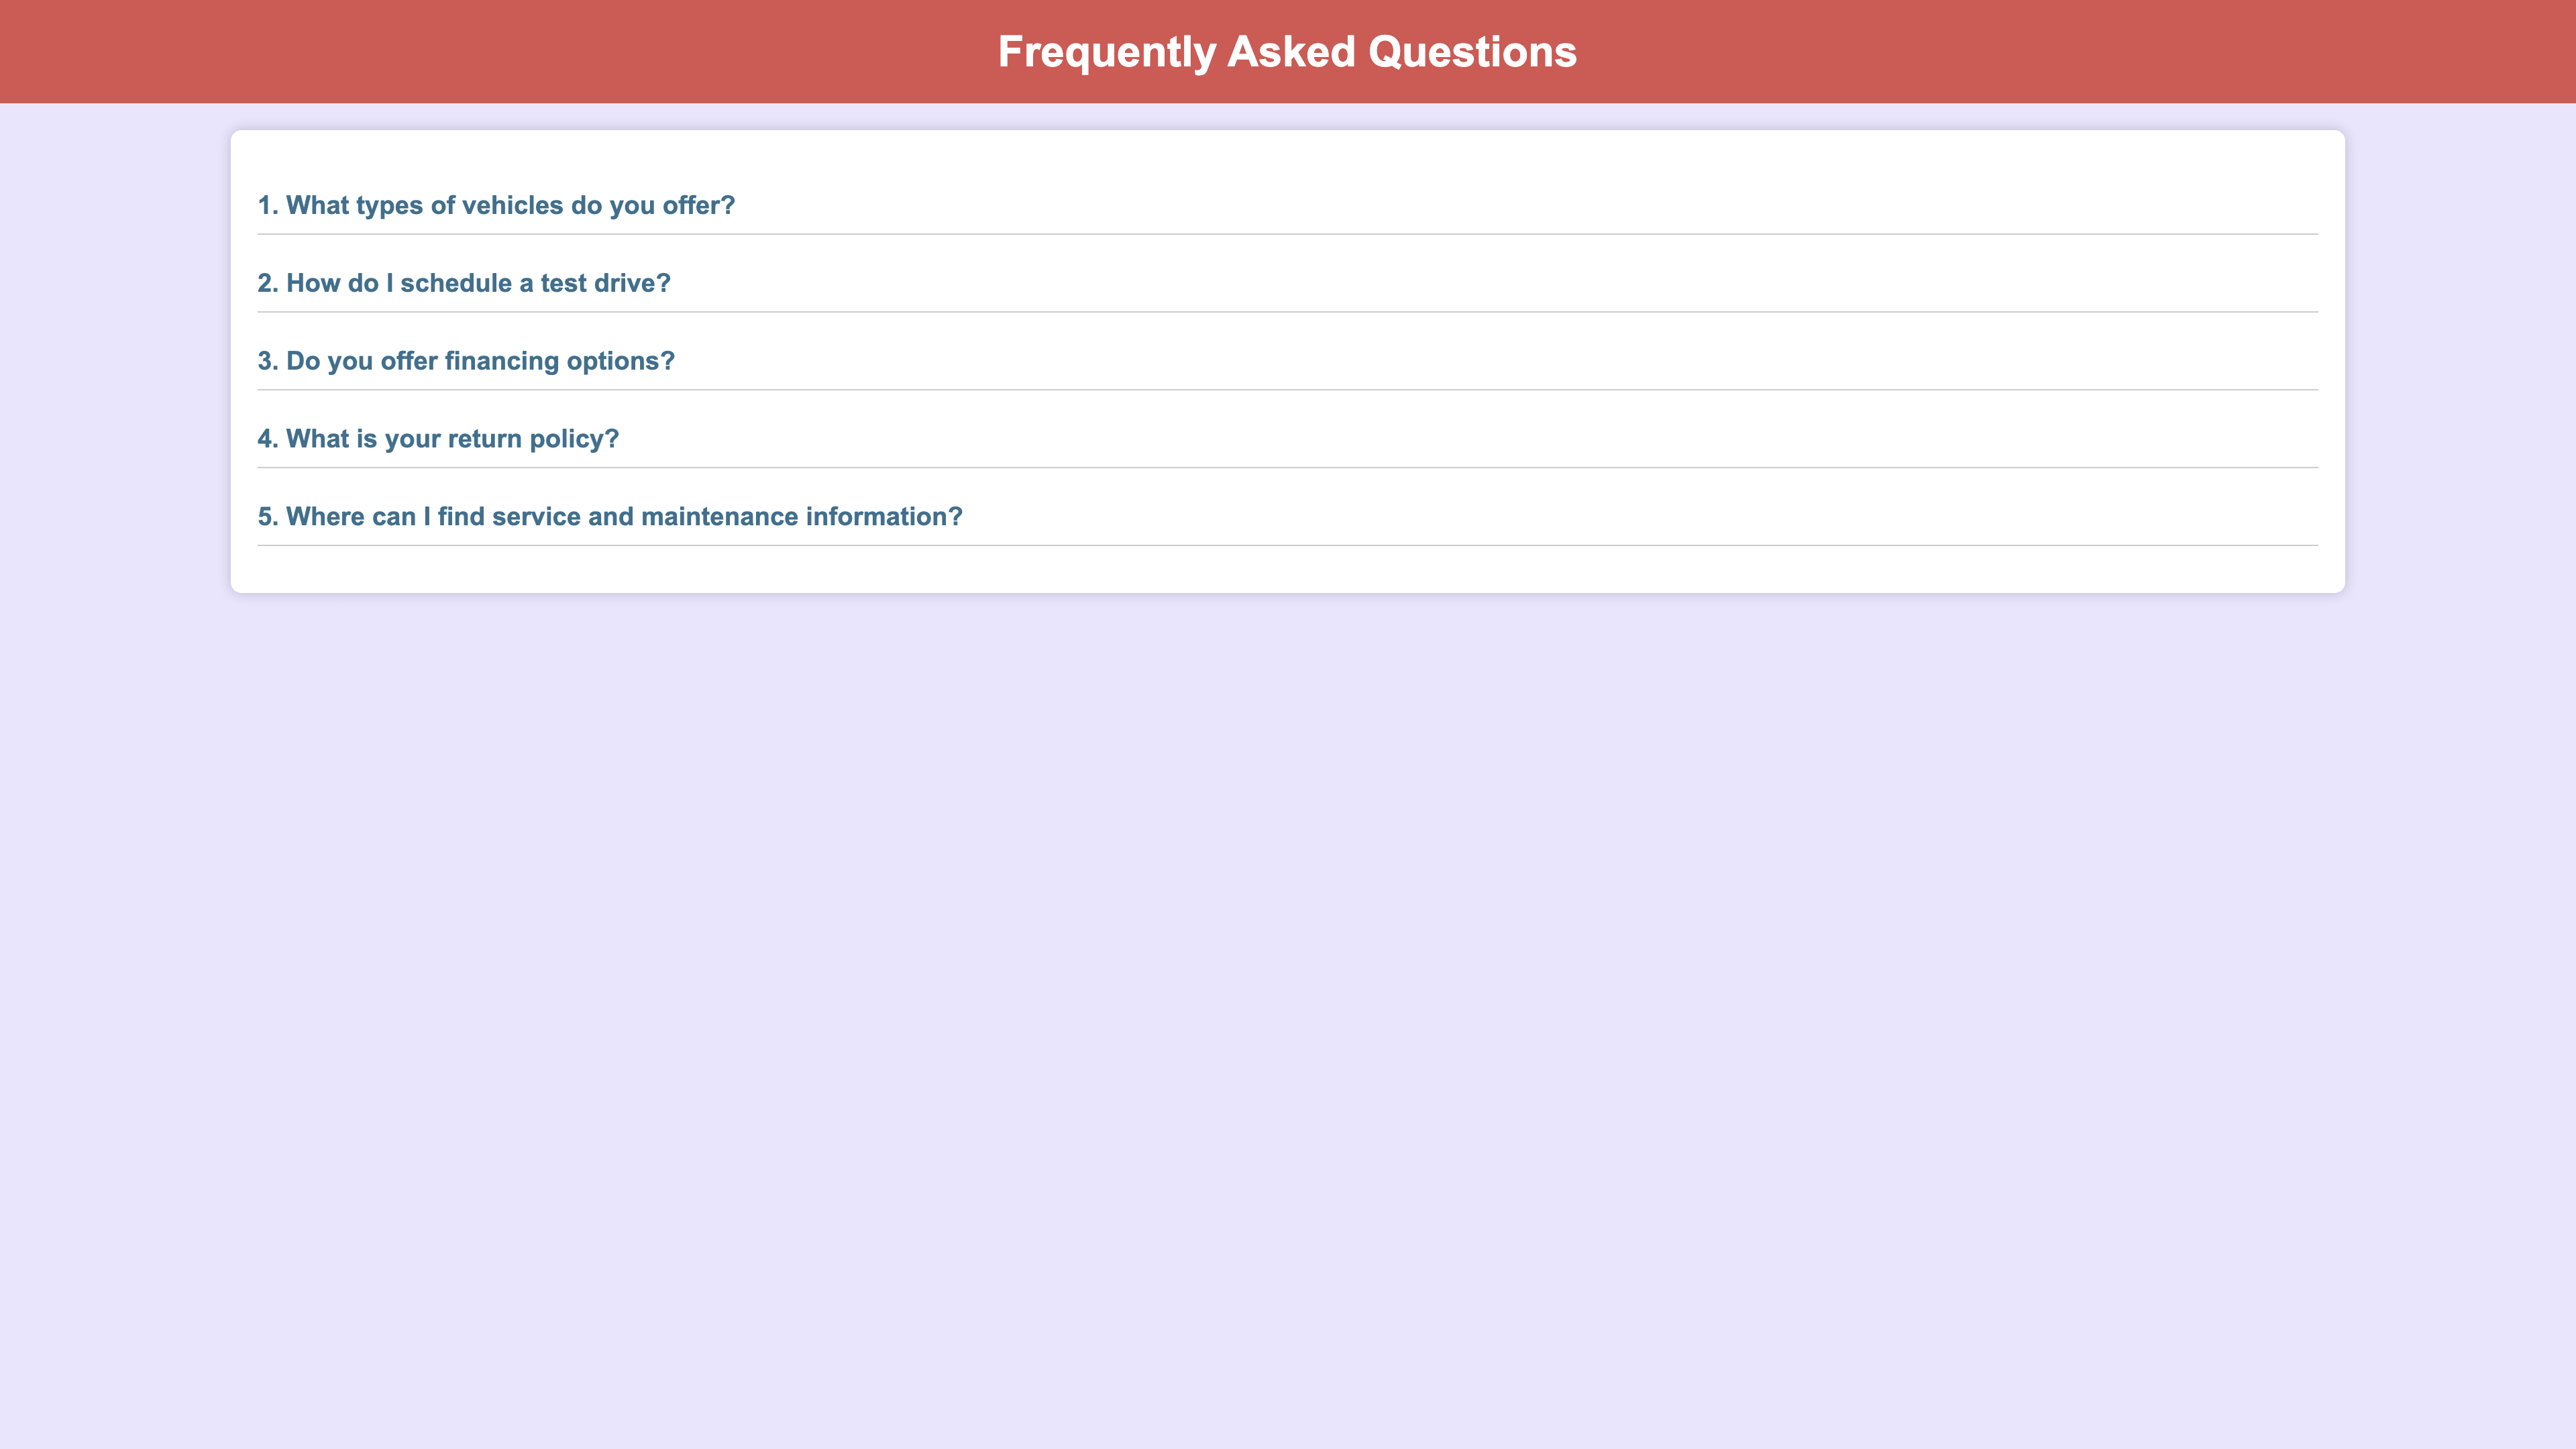 Frequently Asked Questions
1. What types of vehicles do you offer?
2. How do I schedule a test drive?
3. Do you offer financing options?
4. What is your return policy?
5. Where can I find service and maintenance information?